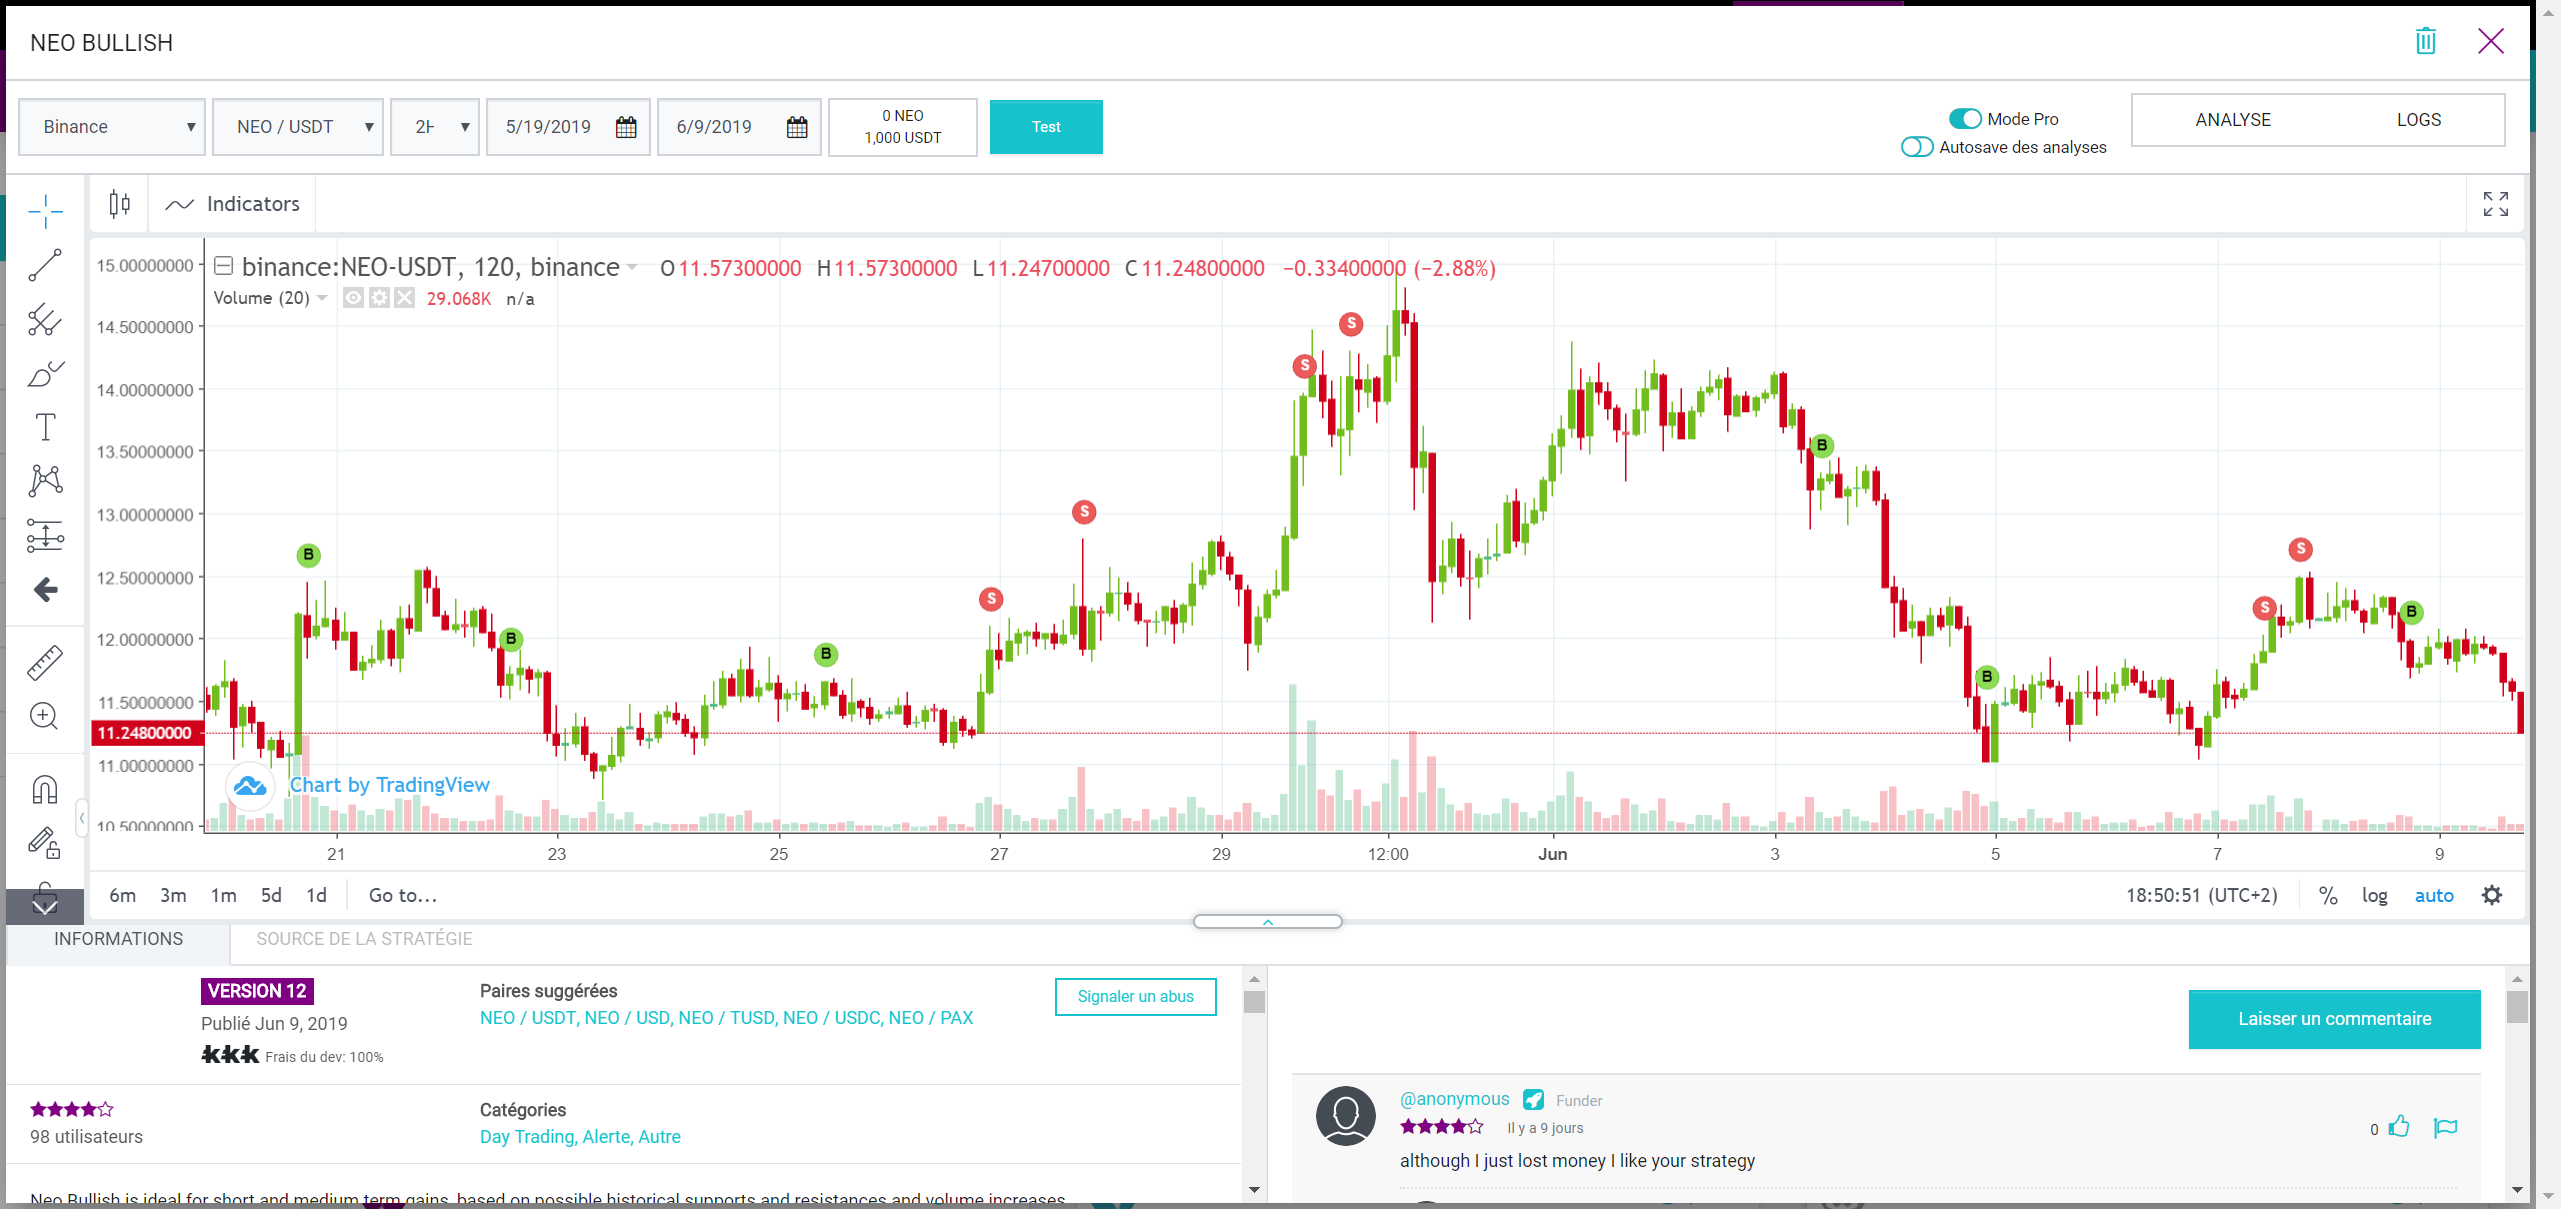 NEO BULLISH
Binance
NEO / USDT
2H
5/19/2019
6/9/2019
0 NEO
1,000 USDT
Test
Mode Pro
Autosave des analyses
ANALYSE
LOGS
Indicators
binance:NEO-USDT, 120, binance O 11.57300000 H 11.57300000 L 11.24700000 C 11.24800000 −0.33400000 (−2.88%)
Volume (20) 29.068K n/a
15.00000000
14.50000000
14.00000000
13.50000000
13.00000000
12.50000000
12.00000000
11.50000000
11.24800000
11.00000000
10.50000000
B
B
B
S
S
S
S
B
B
S
S
B
Chart by TradingView
21 23 25 27 29 12:00 Jun 3 5 7 9
6m 3m 1m 5d 1d Go to...
18:50:51 (UTC+2) % log auto
INFORMATIONS
SOURCE DE LA STRATÉGIE
VERSION 12
Publié Jun 9, 2019
Frais du dev: 100%
Paires suggérées
NEO / USDT, NEO / USD, NEO / TUSD, NEO / USDC, NEO / PAX
Signaler un abus
98 utilisateurs
Catégories
Day Trading, Alerte, Autre
Neo Bullish is ideal for short and medium term gains, based on possible historical supports and resistances and volume increases
Laisser un commentaire
@anonymous Funder
Il y a 9 jours
0
although I just lost money I like your strategy